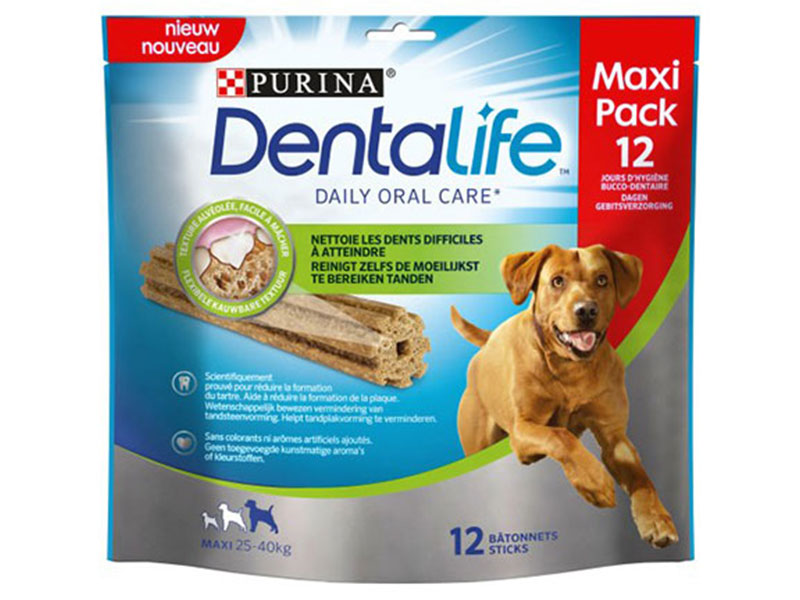 nieuw
nouveau
PURINA®
Dentalife™
DAILY ORAL CARE*
Maxi
Pack
12
JOURS D'HYGIÈNE
BUCCO-DENTAIRE
DAGEN
GEBITSVERZORGING
TEXTURE ALVÉOLÉE, FACILE À MÂCHER
FLEXIBELE KAUWBARE TEXTUUR
NETTOIE LES DENTS DIFFICILES
À ATTEINDRE
REINIGT ZELFS DE MOEILIJKST
TE BEREIKEN TANDEN
Scientifiquement
prouvé pour réduire la formation
du tartre. Aide à réduire la formation de la plaque.
Wetenschappelijk bewezen vermindering van
tandsteenvorming. Helpt tandplakvorming te verminderen.
Sans colorants ni arômes artificiels ajoutés.
Geen toegevoegde kunstmatige aroma's
of kleurstoffen.
MAXI 25-40kg
12 BÂTONNETS
STICKS